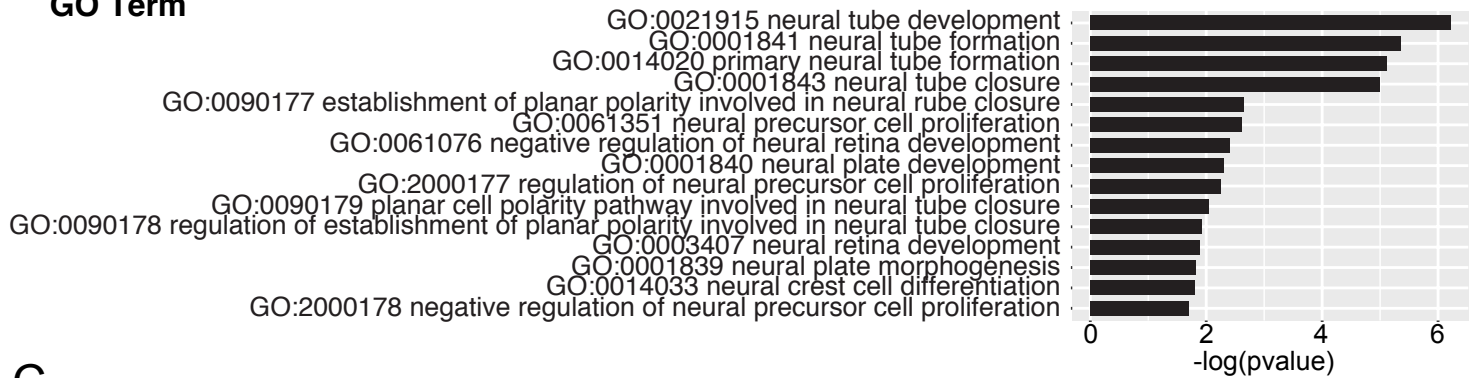 GO Term
GO:0021915 neural tube development
GO:0001841 neural tube formation
GO:0014020 primary neural tube formation
GO:0001843 neural tube closure
GO:0090177 establishment of planar polarity involved in neural rube closure
GO:0061351 neural precursor cell proliferation
GO:0061076 negative regulation of neural retina development
GO:0001840 neural plate development
GO:2000177 regulation of neural precursor cell proliferation
GO:0090179 planar cell polarity pathway involved in neural tube closure
GO:0090178 regulation of establishment of planar polarity involved in neural tube closure
GO:0003407 neural retina development
GO:0001839 neural plate morphogenesis
GO:0014033 neural crest cell differentiation
GO:2000178 negative regulation of neural precursor cell proliferation
0 2 4 6
-log(pvalue)